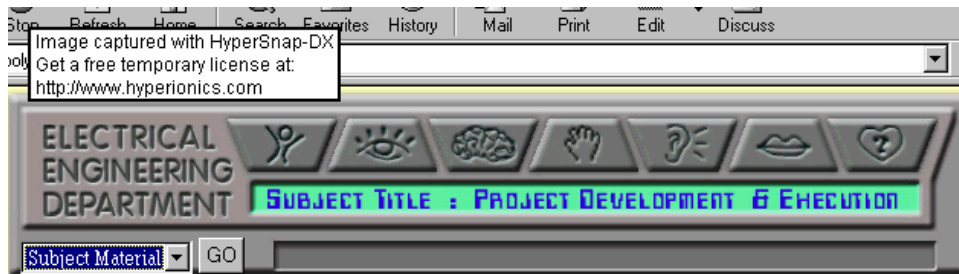 Stop Refresh Home Search Favorites History Mail Print Edit Discuss
Image captured with HyperSnap-DX
Get a free temporary license at:
http://www.hyperionics.com
ELECTRICAL
ENGINEERING
DEPARTMENT
SUBJECT TITLE : PROJECT DEVELOPMENT & EXECUTION
Subject Material GO